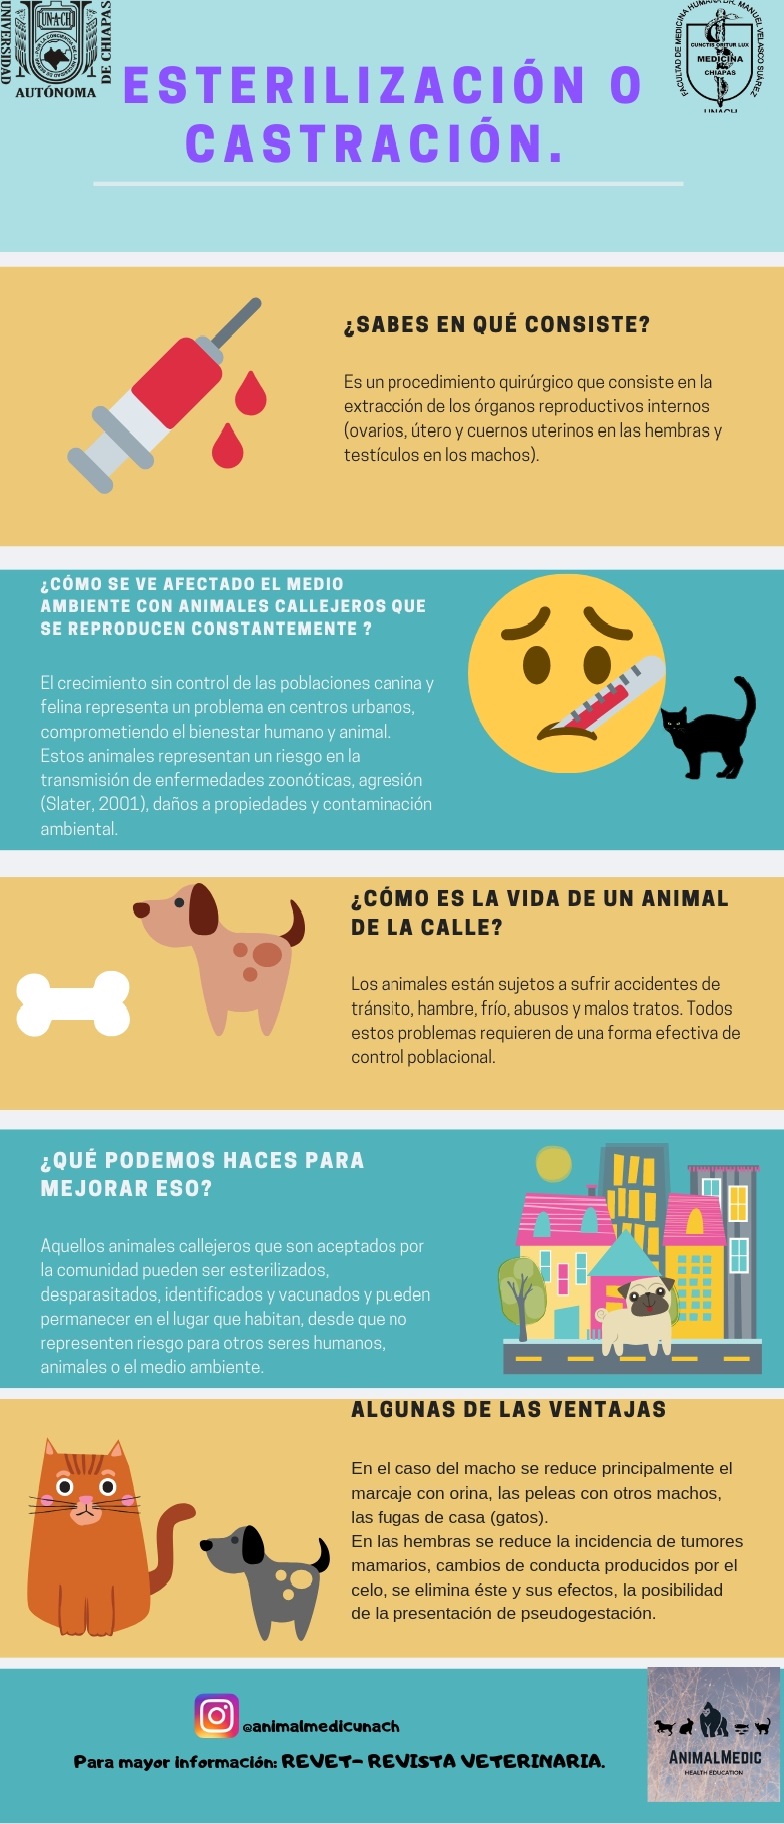 UNIVERSIDAD
UN-A-CH
AUTÓNOMA
DE CHIAPAS
FACULTAD DE MEDICINA HUMANA DR. MANUEL VELASCO SUÁREZ
CUNCTIS ORITUR LUX
MEDICINA
CHIAPAS
UNACH
ESTERILIZACIÓN O
CASTRACIÓN.
¿SABES EN QUÉ CONSISTE?
Es un procedimiento quirúrgico que consiste en la
extracción de los órganos reproductivos internos
(ovarios, útero y cuernos uterinos en las hembras y
testículos en los machos).
¿CÓMO SE VE AFECTADO EL MEDIO
AMBIENTE CON ANIMALES CALLEJEROS QUE
SE REPRODUCEN CONSTANTEMENTE ?
El crecimiento sin control de las poblaciones canina y
felina representa un problema en centros urbanos,
comprometiendo el bienestar humano y animal.
Estos animales representan un riesgo en la
transmisión de enfermedades zoonóticas, agresión
(Slater, 2001), daños a propiedades y contaminación
ambiental.
¿CÓMO ES LA VIDA DE UN ANIMAL
DE LA CALLE?
Los animales están sujetos a sufrir accidentes de
tránsito, hambre, frío, abusos y malos tratos. Todos
estos problemas requieren de una forma efectiva de
control poblacional.
¿QUÉ PODEMOS HACES PARA
MEJORAR ESO?
Aquellos animales callejeros que son aceptados por
la comunidad pueden ser esterilizados,
desparasitados, identificados y vacunados y pueden
permanecer en el lugar que habitan, desde que no
representen riesgo para otros seres humanos,
animales o el medio ambiente.
ALGUNAS DE LAS VENTAJAS
En el caso del macho se reduce principalmente el
marcaje con orina, las peleas con otros machos,
las fugas de casa (gatos).
En las hembras se reduce la incidencia de tumores
mamarios, cambios de conducta producidos por el
celo, se elimina éste y sus efectos, la posibilidad
de la presentación de pseudogestación.
@animalmedicunach
Para mayor información: REVET- REVISTA VETERINARIA.
ANIMALMEDIC
HEALTH EDUCATION